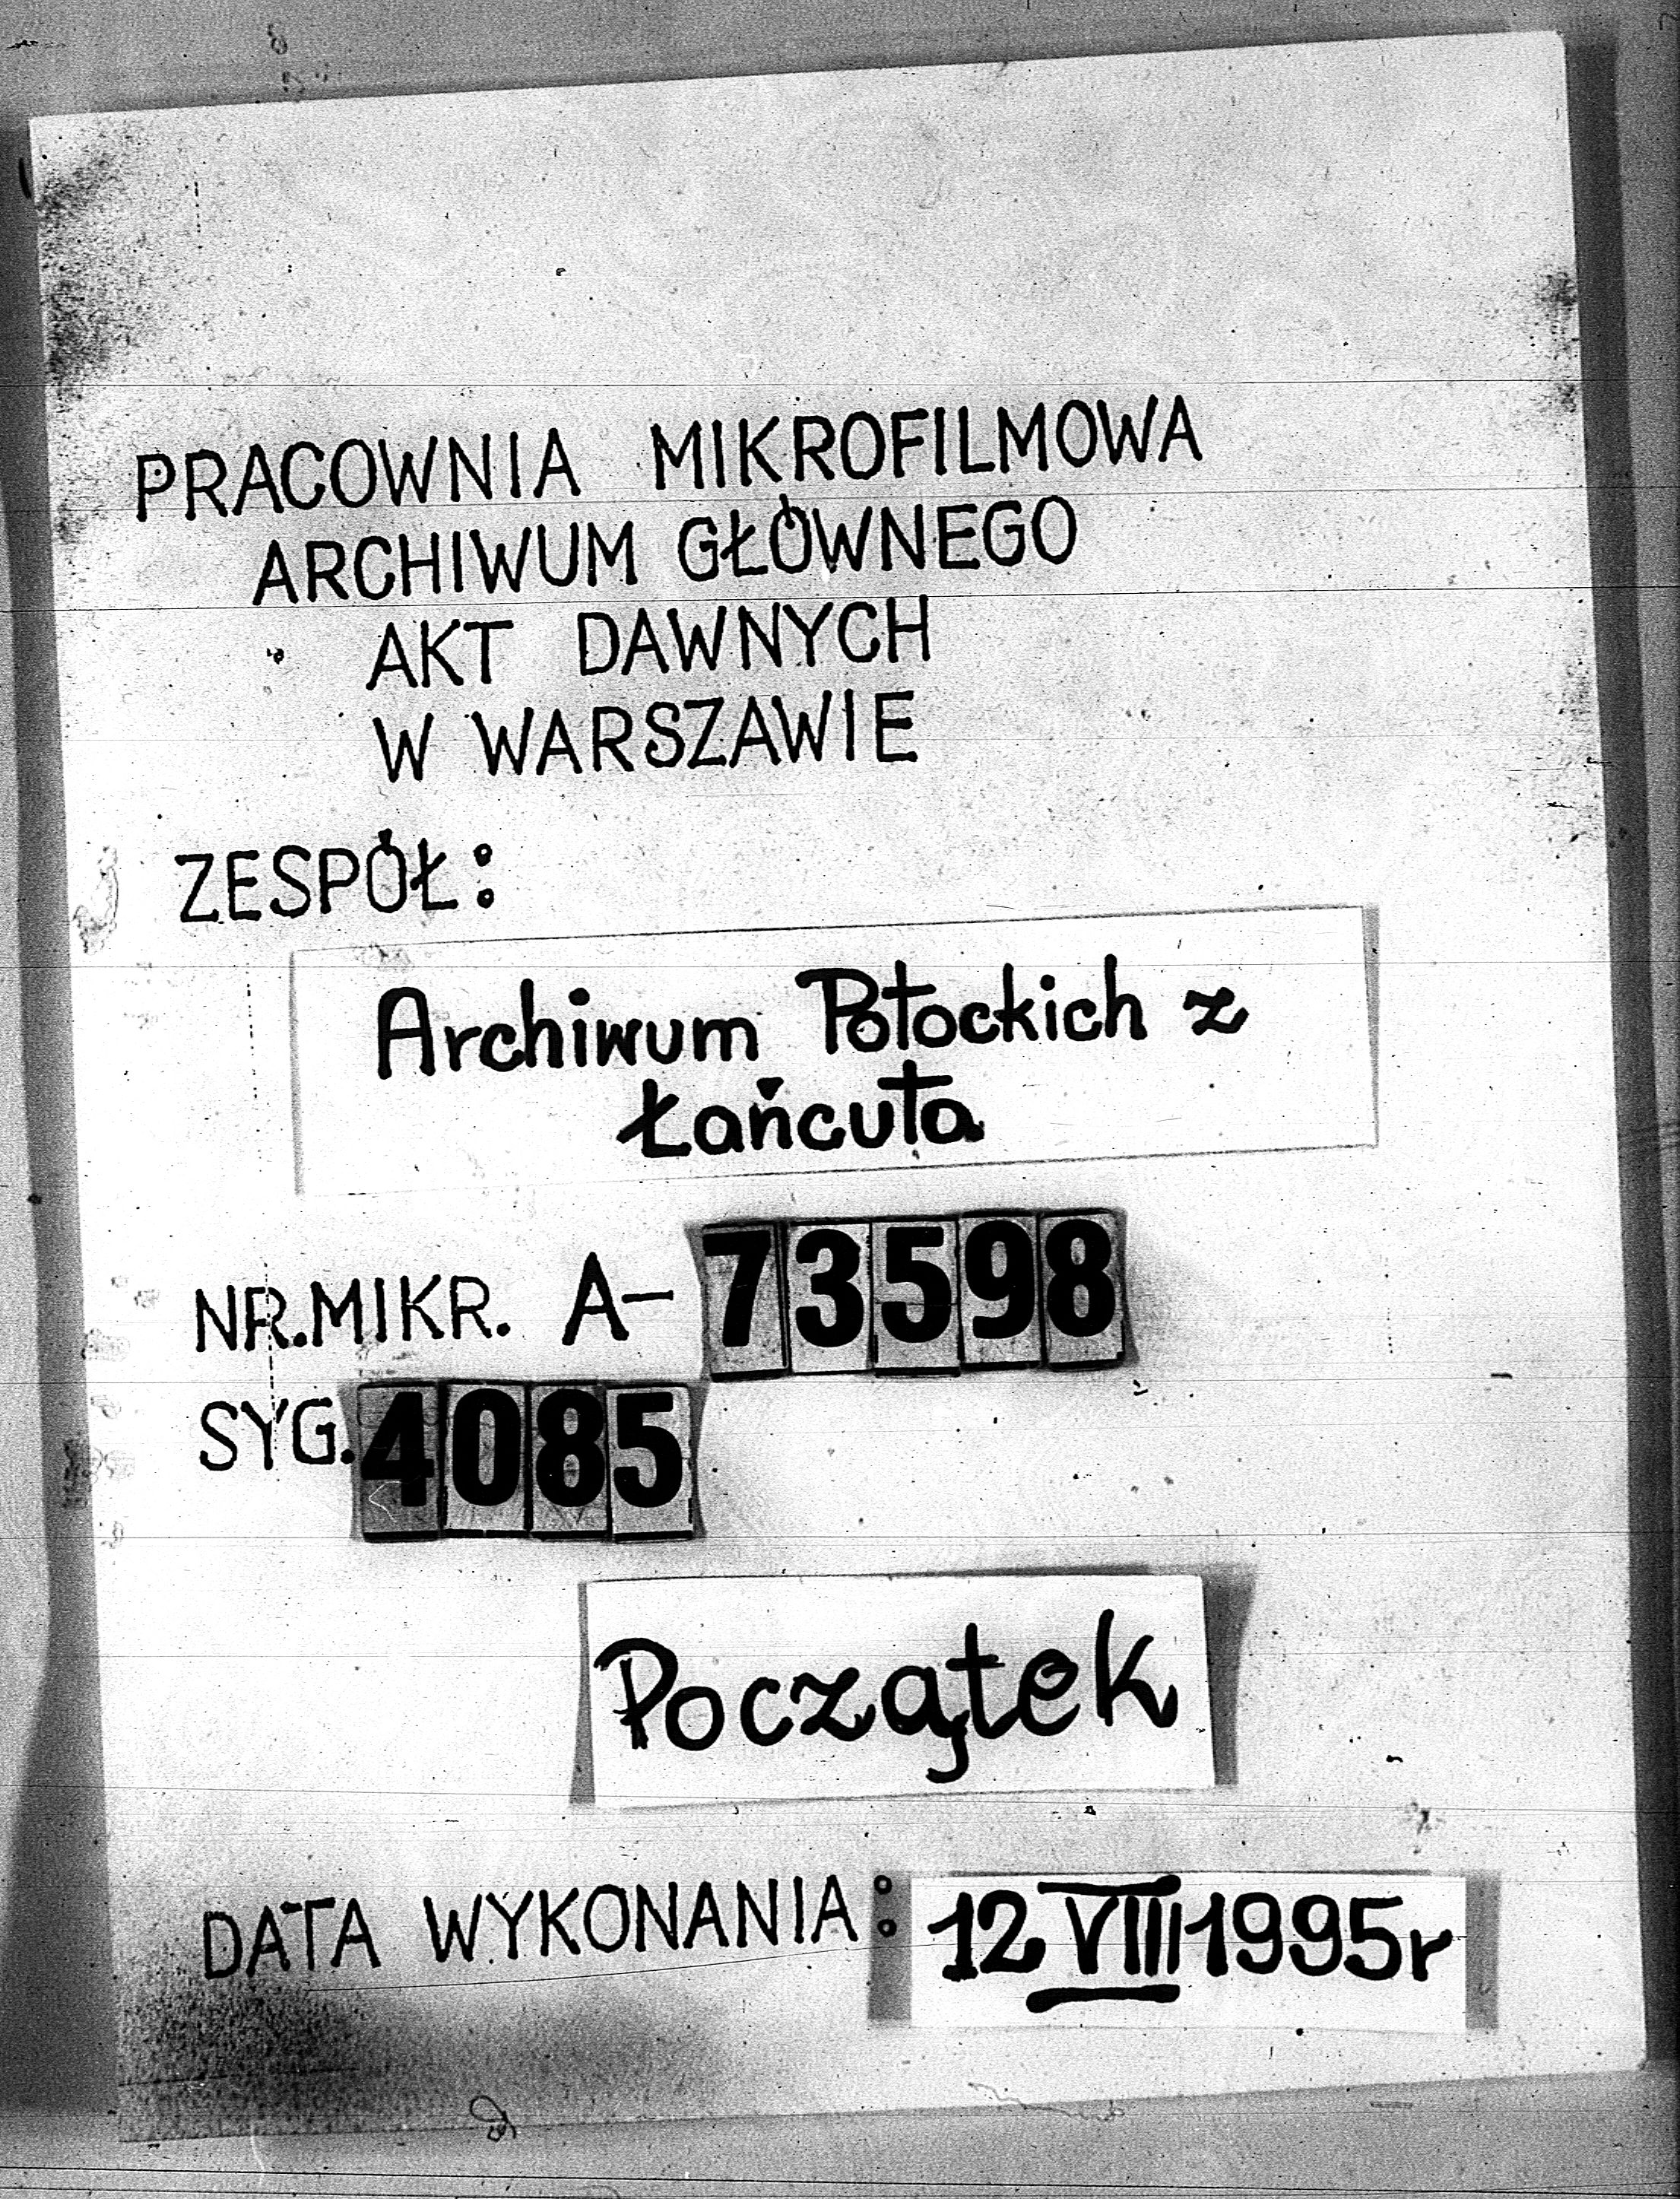 PRACOWNIA MIKROFILMOWA
ARCHIWUM GŁÓWNEGO
AKT DAWNYCH
W WARSZAWIE
ZESPÓŁ:
Archiwum Potockich z
Łańcuta
NR.MIKR. A-73598
SYG.4085
Początek
DATA WYKONANIA: 12 VIII 1995r